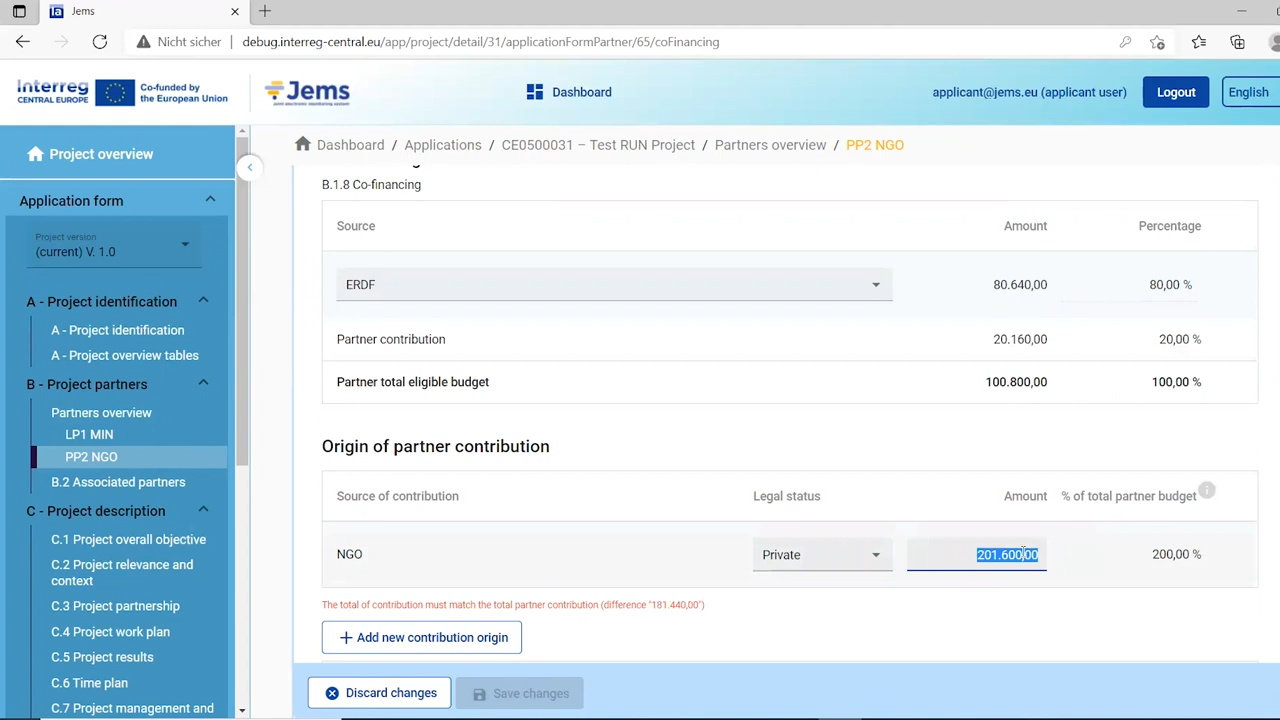 Jems
Nicht sicher debug.interreg-central.eu/app/project/detail/31/applicationFormPartner/65/coFinancing
Interreg
CENTRAL EUROPE
Co-funded by
the European Union
Jems
Joint electronic monitoring system
Dashboard
applicant@jems.eu (applicant user)
Logout
English
Project overview
Application form
Project version
(current) V. 1.0
A - Project identification
A - Project identification
A - Project overview tables
B - Project partners
Partners overview
LP1 MIN
PP2 NGO
B.2 Associated partners
C - Project description
C.1 Project overall objective
C.2 Project relevance and
context
C.3 Project partnership
C.4 Project work plan
C.5 Project results
C.6 Time plan
C.7 Project management and
Dashboard / Applications / CE0500031 – Test RUN Project / Partners overview / PP2 NGO
B.1.8 Co-financing
Source Amount Percentage
ERDF 80.640,00 80,00 %
Partner contribution 20.160,00 20,00 %
Partner total eligible budget 100.800,00 100,00 %
Origin of partner contribution
Source of contribution Legal status Amount % of total partner budget
NGO Private 201.600,00 200,00 %
The total of contribution must match the total partner contribution (difference "181.440,00")
Add new contribution origin
Discard changes
Save changes